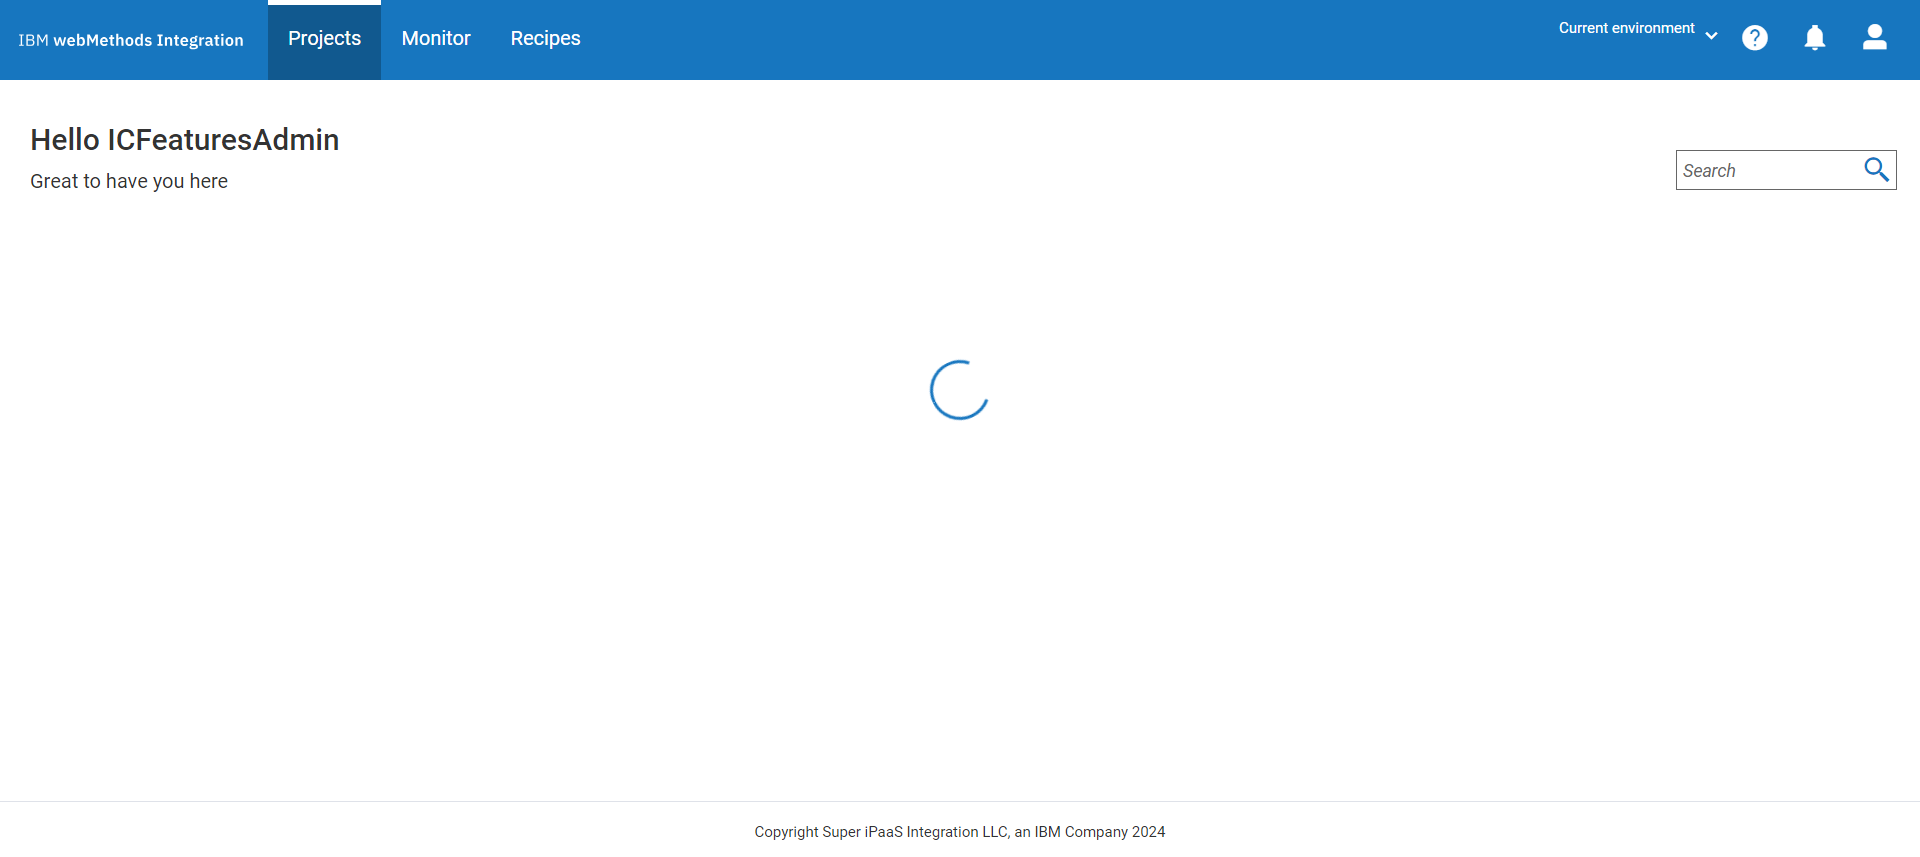 IBM webMethods Integration
Projects
Monitor
Recipes
Current environment
Hello ICFeaturesAdmin
Great to have you here
Search
Copyright Super iPaaS Integration LLC, an IBM Company 2024